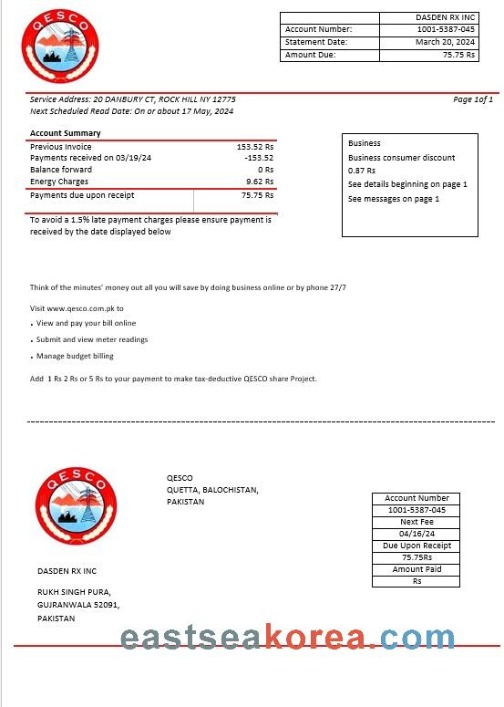 QESCO
DASDEN RX INC
Account Number: 1001-5387-045
Statement Date: March 20, 2024
Amount Due: 75.75 Rs
Service Address: 20 DANBURY CT, ROCK HILL NY 12775 Page 1of 1
Next Scheduled Read Date: On or about 17 May, 2024
Account Summary
Previous Invoice 153.52 Rs
Payments received on 03/19/24 -153.52
Balance forward 0 Rs
Energy Charges 9.62 Rs
Payments due upon receipt 75.75 Rs
To avoid a 1.5% late payment charges please ensure payment is
received by the date displayed below
Business
Business consumer discount
0.87 Rs
See details beginning on page 1
See messages on page 1
Think of the minutes' money out all you will save by doing business online or by phone 27/7
Visit www.qesco.com.pk to
• View and pay your bill online
• Submit and view meter readings
• Manage budget billing
Add 1 Rs 2 Rs or 5 Rs to your payment to make tax-deductive QESCO share Project.
QESCO
QESCO
QUETTA, BALOCHISTAN,
PAKISTAN
Account Number
1001-5387-045
Next Fee
04/16/24
Due Upon Receipt
75.75Rs
Amount Paid
Rs
DASDEN RX INC
RUKH SINGH PURA,
GUJRANWALA 52091,
PAKISTAN
eastseakorea.com